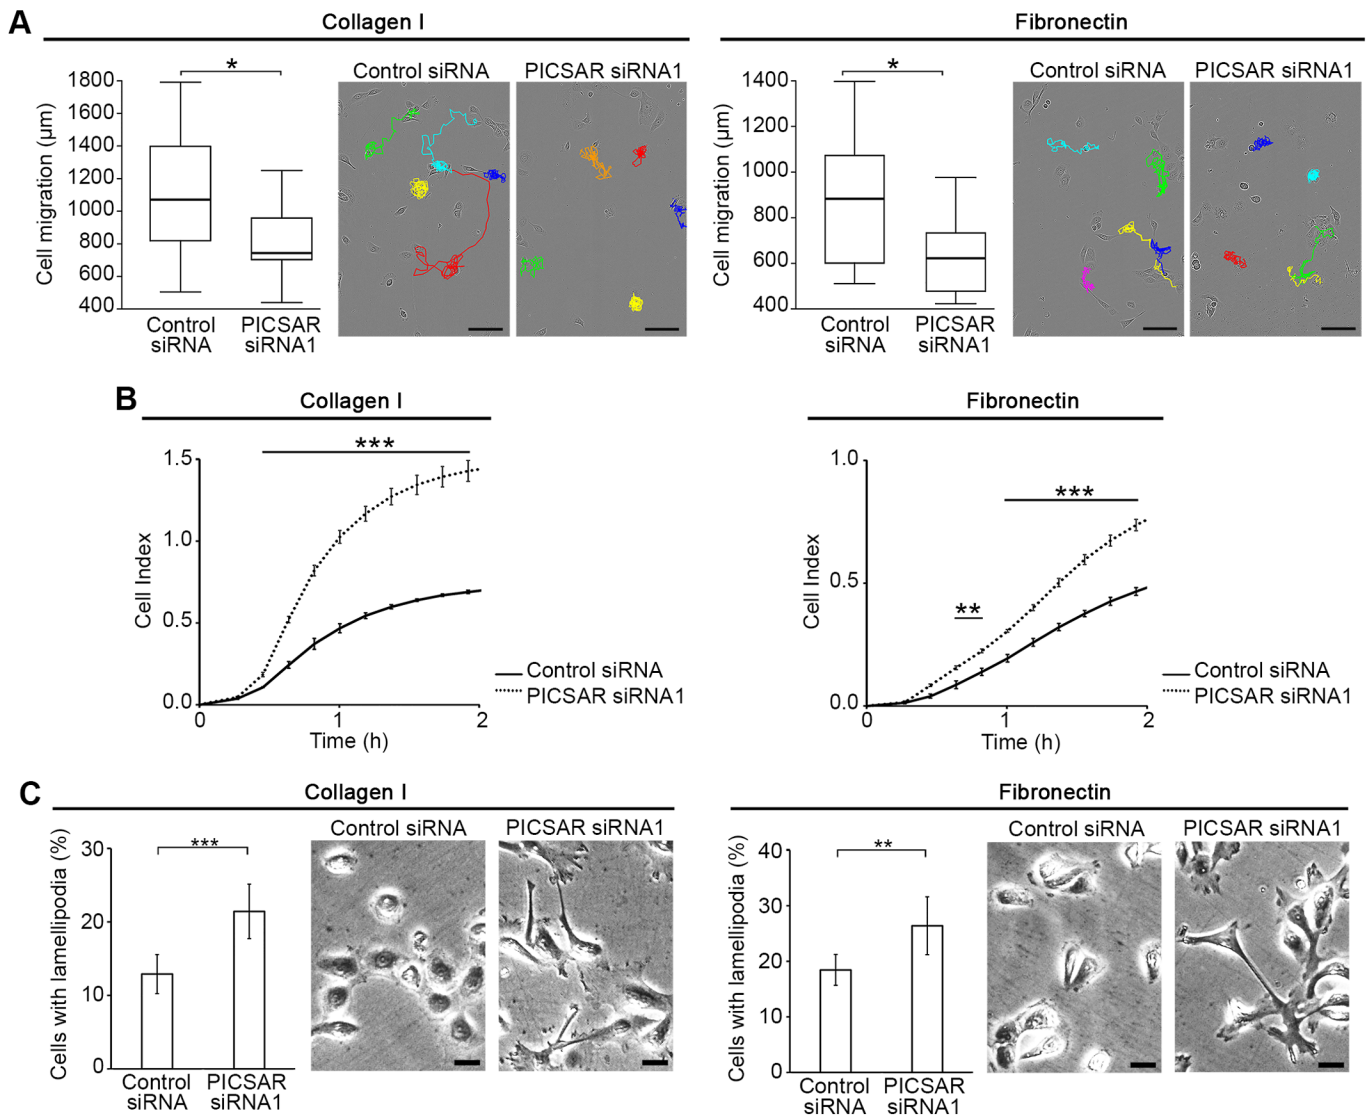 A
Collagen I
Fibronectin
Cell migration (µm)
1800
1600
1400
1200
1000
800
600
400
*
Control siRNA
PICSAR siRNA1
Control
siRNA
PICSAR
siRNA1
Cell migration (µm)
1400
1200
1000
800
600
400
*
Control siRNA
PICSAR siRNA1
Control
siRNA
PICSAR
siRNA1
B
Collagen I
Fibronectin
Cell Index
1.5
1.0
0.5
0.0
***
0
1
2
Time (h)
Control siRNA
PICSAR siRNA1
Cell Index
1.0
0.5
0.0
**
***
0
1
2
Time (h)
Control siRNA
PICSAR siRNA1
C
Collagen I
Fibronectin
Cells with lamellipodia (%)
30
20
10
0
***
Control siRNA
PICSAR siRNA1
Control
siRNA
PICSAR
siRNA1
Cells with lamellipodia (%)
40
30
20
10
0
**
Control siRNA
PICSAR siRNA1
Control
siRNA
PICSAR
siRNA1